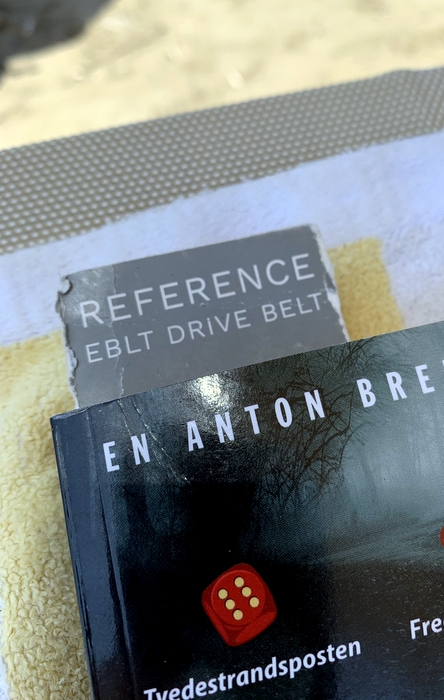 REFERENCE
EBLT DRIVE BELT
EN ANTON
Tvedestrandsposten